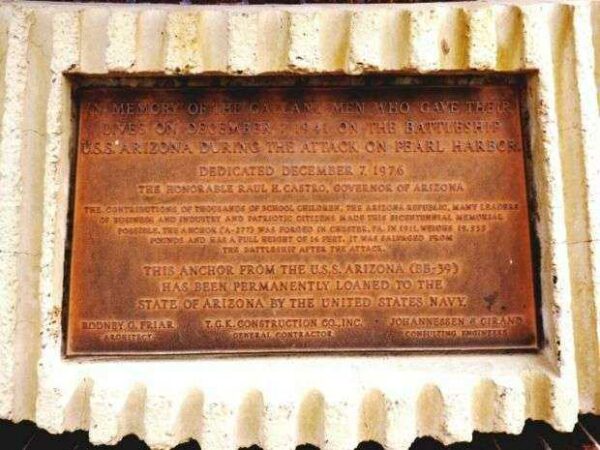 IN MEMORY OF THE GALLANT MEN WHO GAVE THEIR
LIVES ON DECEMBER 7, 1941, ON THE BATTLESHIP
U.S.S. ARIZONA DURING THE ATTACK ON PEARL HARBOR.
DEDICATED DECEMBER 7, 1976
THE HONORABLE RAUL H. CASTRO, GOVERNOR OF ARIZONA
THE CONTRIBUTIONS OF THOUSANDS OF SCHOOL CHILDREN, THE ARIZONA REPUBLIC, MANY LEADERS
OF BUSINESS AND INDUSTRY AND PATRIOTIC CITIZENS MADE THIS BICENTENNIAL MEMORIAL
POSSIBLE. THE ANCHOR WAS FORGED IN CHESTER, PA. IN 1911, WEIGHS 19,585
POUNDS AND HAS A FULL HEIGHT OF FEET. IT WAS SALVAGED FROM
THE BATTLESHIP AFTER THE ATTACK.
THIS ANCHOR FROM THE U.S.S. ARIZONA (BB-39)
HAS BEEN PERMANENTLY LOANED TO THE
STATE OF ARIZONA BY THE UNITED STATES NAVY.
RODNEY G. FRIAR T.G.K. CONSTRUCTION CO., INC. JOHANNESSEN & GIRAND
ARCHITECT GENERAL CONTRACTOR CONSULTING ENGINEERS